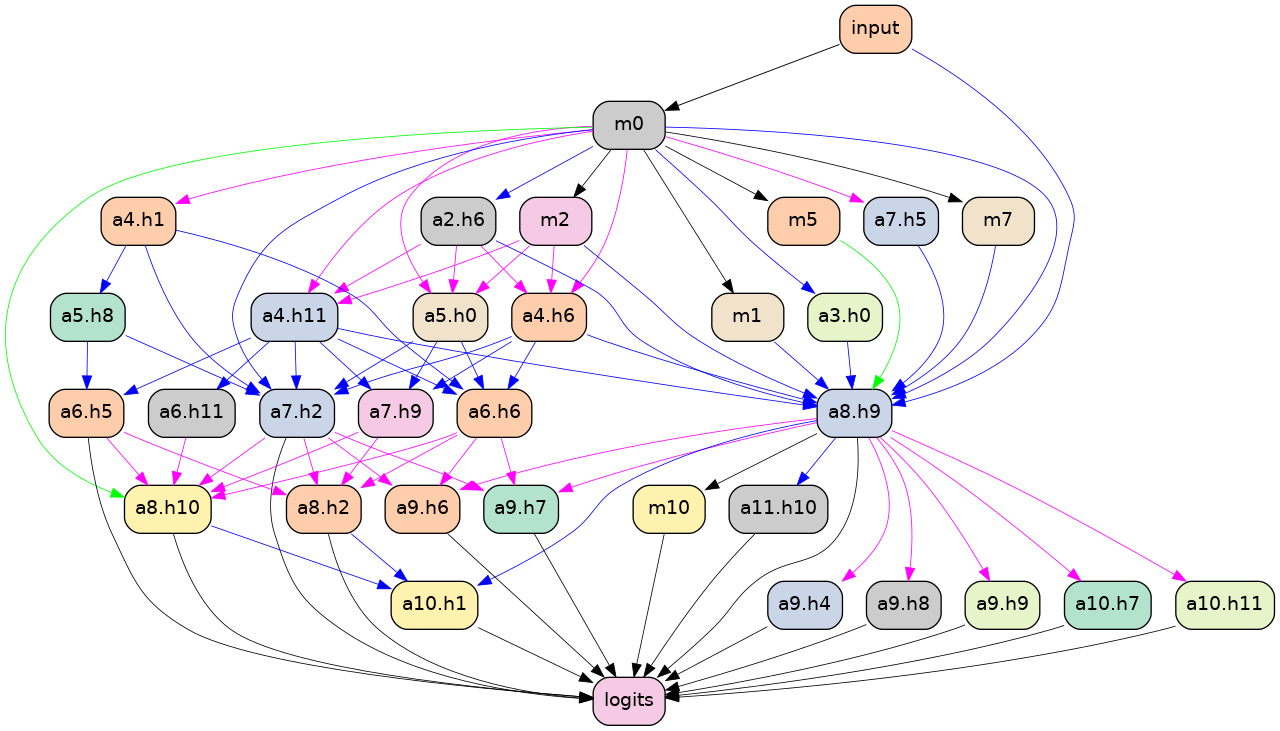 input
m0
a4.h1
a2.h6
m2
m5
a7.h5
m7
a5.h8
a4.h11
a5.h0
a4.h6
m1
a3.h0
a6.h5
a6.h11
a7.h2
a7.h9
a6.h6
a8.h9
a8.h10
a8.h2
a9.h6
a9.h7
m10
a11.h10
a10.h1
a9.h4
a9.h8
a9.h9
a10.h7
a10.h11
logits